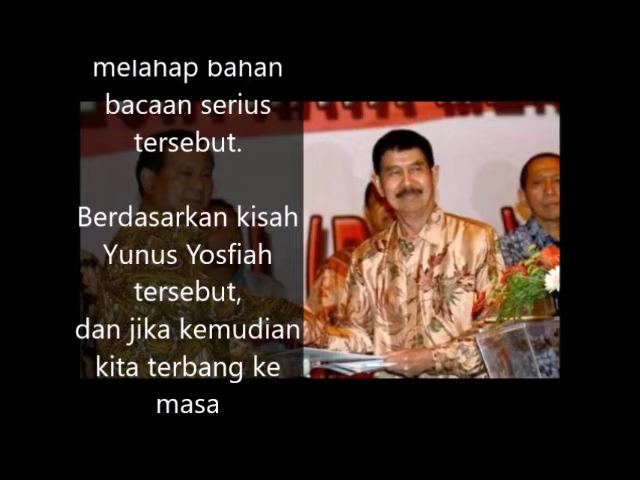 melahap bahan
bacaan serius
tersebut.
Berdasarkan kisah
Yunus Yosfiah
tersebut,
dan jika kemudian
kita terbang ke
masa